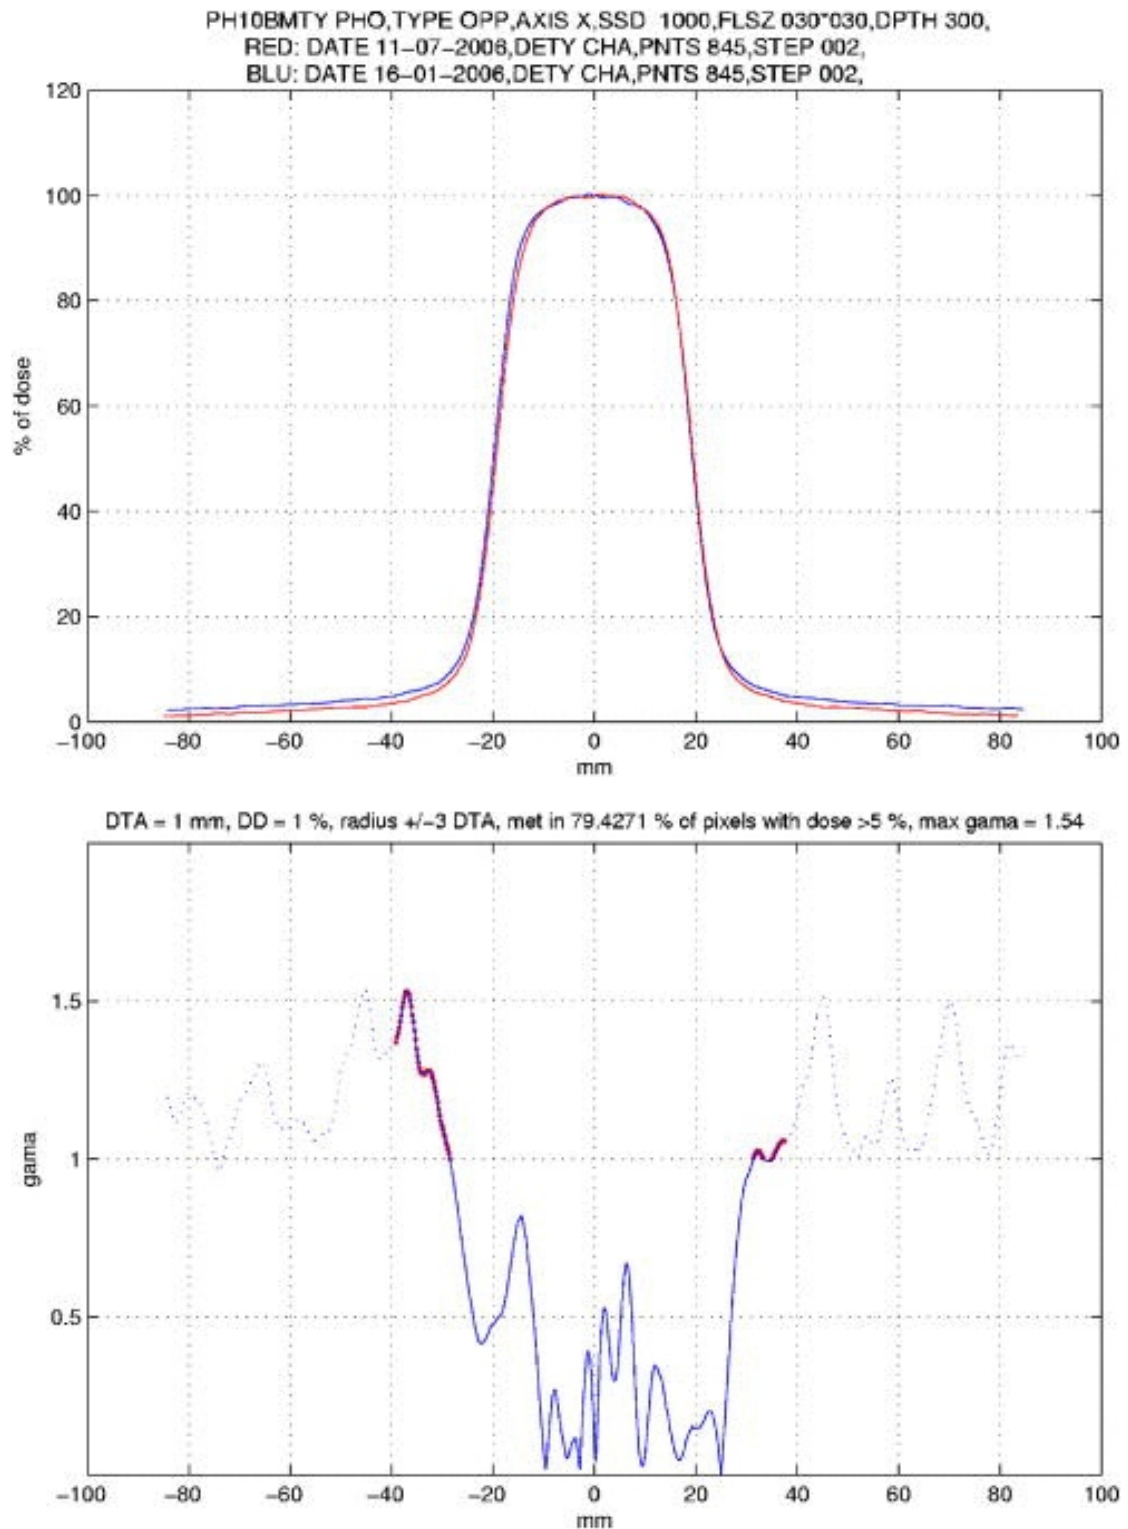 PH10BMTY PHO,TYPE OPP,AXIS X,SSD 1000,FLSZ 030*030,DPTH 300,
RED: DATE 11-07-2006,DETY CHA,PNTS 845,STEP 002,
BLU: DATE 16-01-2006,DETY CHA,PNTS 845,STEP 002,
120
100
80
60
40
20
0
% of dose
-100 -80 -60 -40 -20 0 20 40 60 80 100
mm
DTA = 1 mm, DD = 1 %, radius +/-3 DTA, met in 79.4271 % of pixels with dose >5 %, max gama = 1.54
1.5
1
0.5
gama
-100 -80 -60 -40 -20 0 20 40 60 80 100
mm